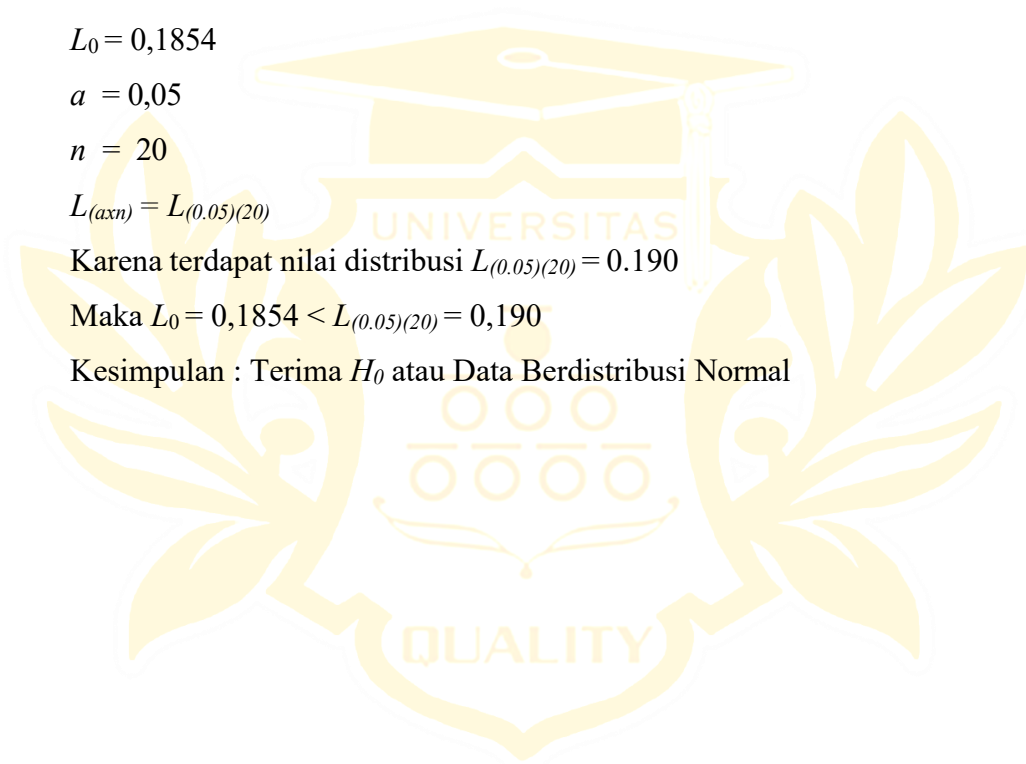 L0 = 0,1854
a = 0,05
n = 20
L(axn) = L(0.05)(20)
UNIVERSITAS
Karena terdapat nilai distribusi L(0.05)(20) = 0.190
Maka L0 = 0,1854 < L(0.05)(20) = 0,190
Kesimpulan : Terima H0 atau Data Berdistribusi Normal
QUALITY